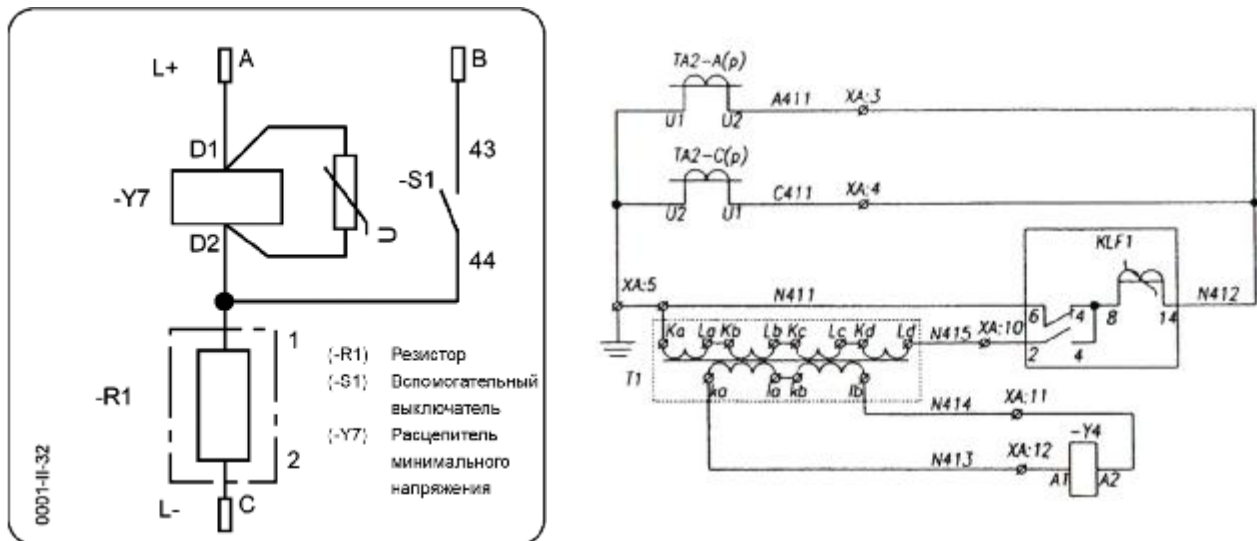 L+
A
B
D1
43
-Y7
-S1
U
D2
44
1
-R1
2
L-
C
0001-II-32
(-R1) Резистор
(-S1) Вспомогательный
выключатель
(-Y7) Расцепитель
минимального
напряжения
TA2-A(p)
U1 U2 A411 XA:3
TA2-C(p)
U2 U1 C411 XA:4
KLF1
XA:5
N411
6 4 8 14 N412
Ka La Kb Lb Kc Lc Kd Ld
N415 XA:10
2 4
T1
ka la kb lb
N414 XA:11
-Y4
N413 XA:12
A1 A2